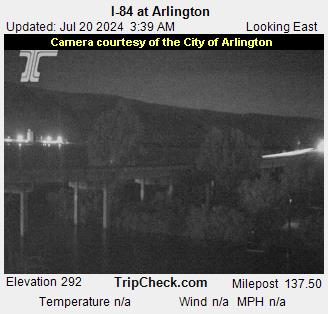 I-84 at Arlington
Updated: Jul 20 2024 3:39 AM Looking East
Camera courtesy of the City of Arlington
Elevation 292 TripCheck.com Milepost 137.50
Temperature n/a Wind n/a MPH n/a